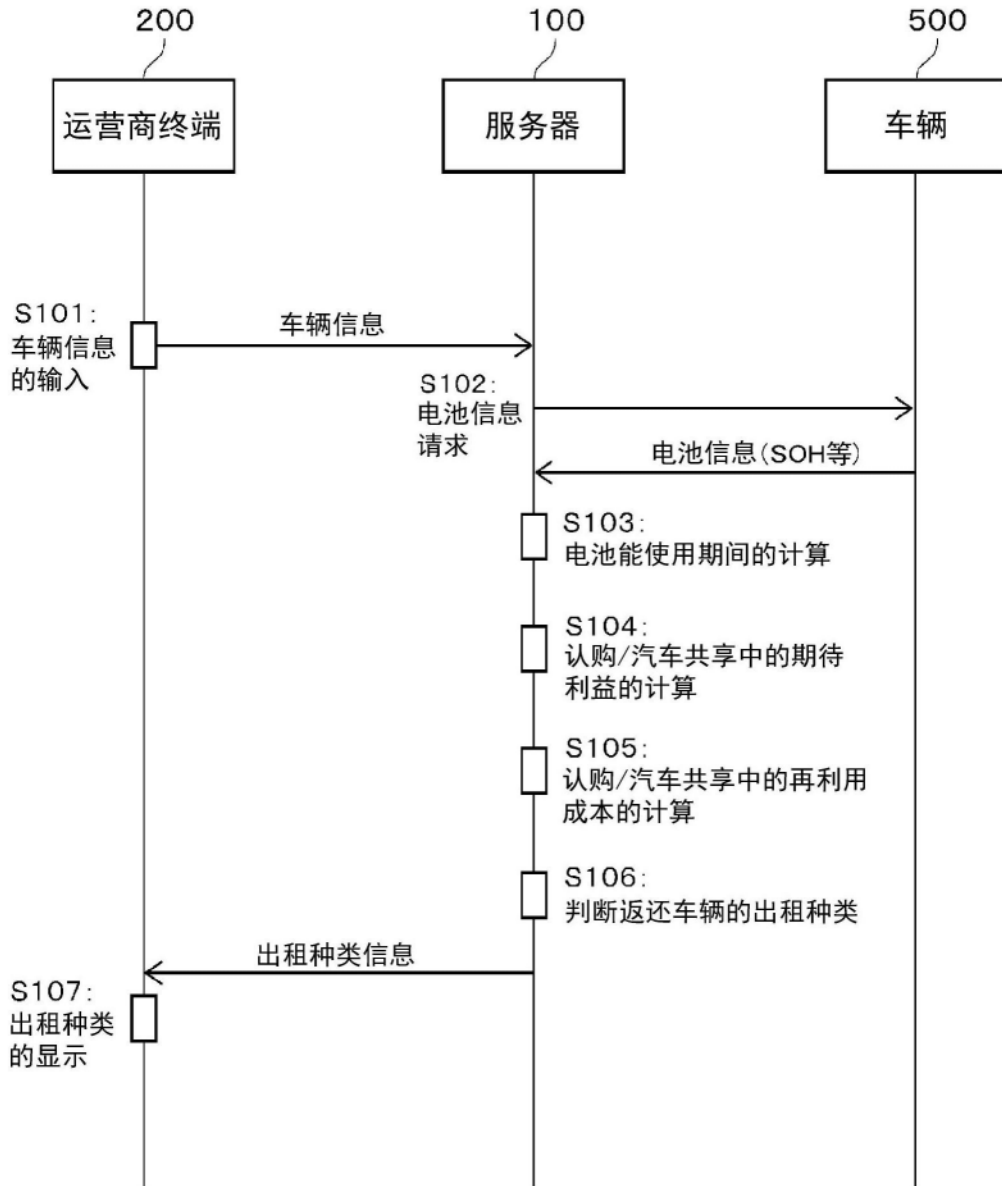 200
100
500
运营商终端
服务器
车辆
S101:
车辆信息
的输入
车辆信息
S102:
电池信息
请求
电池信息(SOH等)
S103:
电池能使用期间的计算
S104:
认购/汽车共享中的期待
利益的计算
S105:
认购/汽车共享中的再利用
成本的计算
S106:
判断返还车辆的出租种类
出租种类信息
S107:
出租种类
的显示